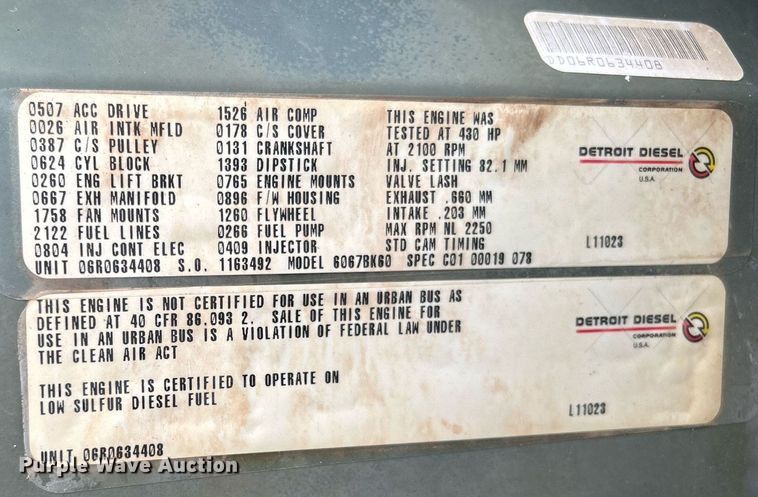 DD06R0634408
0507 ACC DRIVE 1526 AIR COMP THIS ENGINE WAS
0026 AIR INTK MFLD 0178 C/S COVER TESTED AT 430 HP
0387 C/S PULLEY 0131 CRANKSHAFT AT 2100 RPM
0624 CYL BLOCK 1393 DIPSTICK INJ. SETTING 82.1 MM
0260 ENG LIFT BRKT 0765 ENGINE MOUNTS VALVE LASH
0667 EXH MANIFOLD 0896 F/W HOUSING EXHAUST .660 MM
1758 FAN MOUNTS 1260 FLYWHEEL INTAKE .203 MM
2122 FUEL LINES 0266 FUEL PUMP MAX RPM NL 2250
0804 INJ CONT ELEC 0409 INJECTOR STD CAM TIMING
UNIT 06R0634408 S.O. 1163492 MODEL 6067BK60 SPEC C01 00019 078
DETROIT DIESEL
CORPORATION
U.S.A.
L11023
THIS ENGINE IS NOT CERTIFIED FOR USE IN AN URBAN BUS AS
DEFINED AT 40 CFR 86.093 2. SALE OF THIS ENGINE FOR
USE IN AN URBAN BUS IS A VIOLATION OF FEDERAL LAW UNDER
THE CLEAN AIR ACT
THIS ENGINE IS CERTIFIED TO OPERATE ON
LOW SULFUR DIESEL FUEL
UNIT 06R0634408
DETROIT DIESEL
CORPORATION
U.S.A.
L11023
Purple Wave Auction